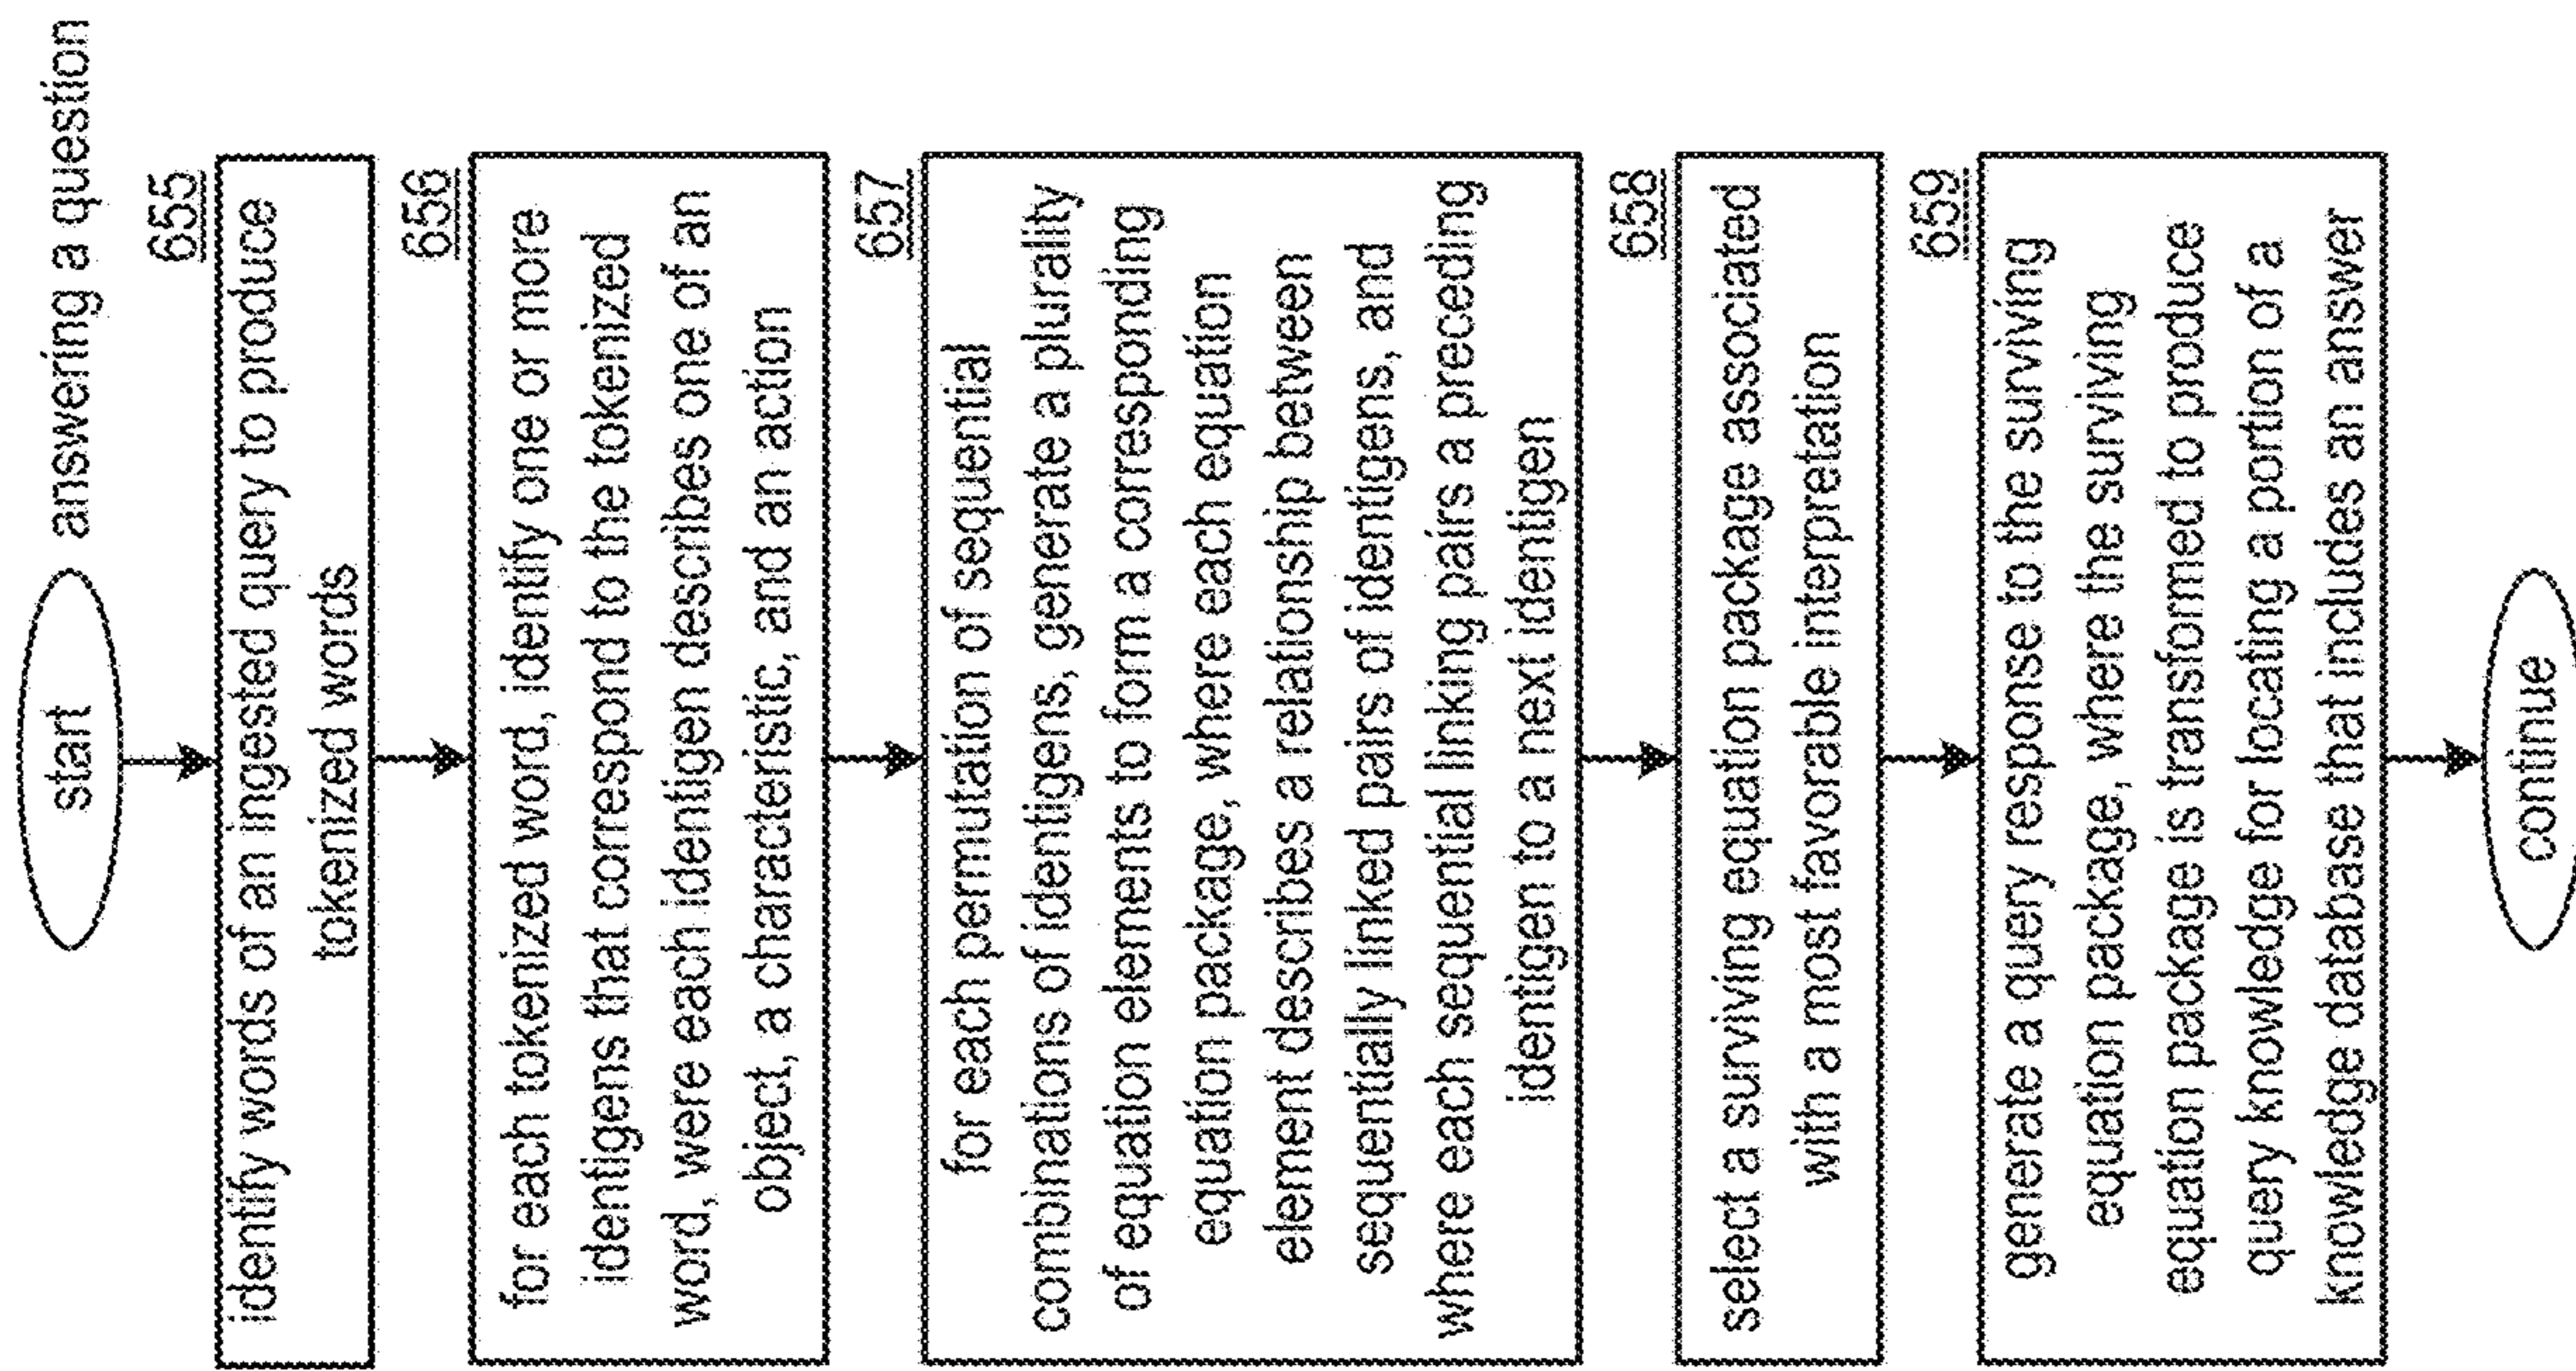 start
answering a question
655
identify words of an ingested query to produce
tokenized words
656
for each tokenized word, identify one or more
identigens that correspond to the tokenized
word, were each identigen describes one of an
object, a characteristic, and an action
657
for each permutation of sequential
combinations of identigens, generate a plurality
of equation elements to form a corresponding
equation package, where each equation
element describes a relationship between
sequentially linked pairs of identigens, and
where each sequential linking pairs a preceding
identigen to a next identigen
658
select a surviving equation package associated
with a most favorable interpretation
659
generate a query response to the surviving
equation package, where the surviving
equation package is transformed to produce
query knowledge for locating a portion of a
knowledge database that includes an answer
continue